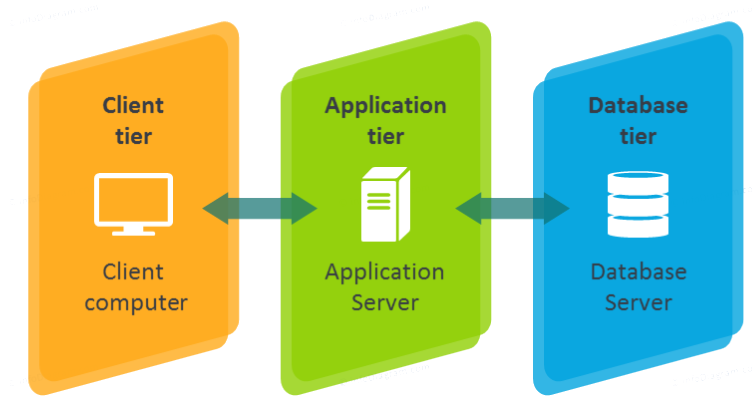 Client
tier
Client
computer
Application
tier
Application
Server
Database
tier
Database
Server